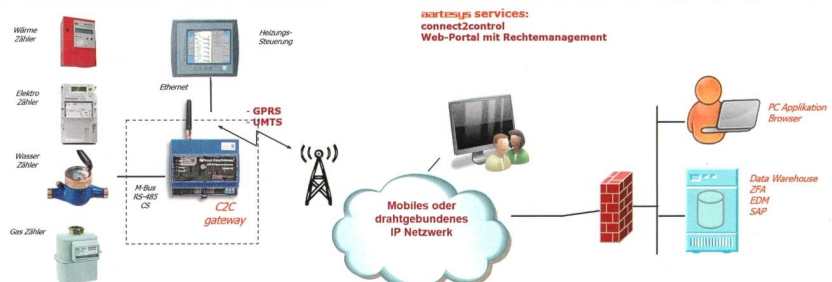 Wärme
Zähler
Elektro
Zähler
Wasser
Zähler
Gas Zähler
Heizungs-
Steuerung
Ethernet
- GPRS
- UMTS
M-Bus
RS-485
CS
C2C
gateway
aartesys services:
connect2control
Web-Portal mit Rechtemanagement
Mobiles oder
drahtgebundenes
IP Netzwerk
PC Applikation
Browser
Data Warehouse
ZFA
EDM
SAP